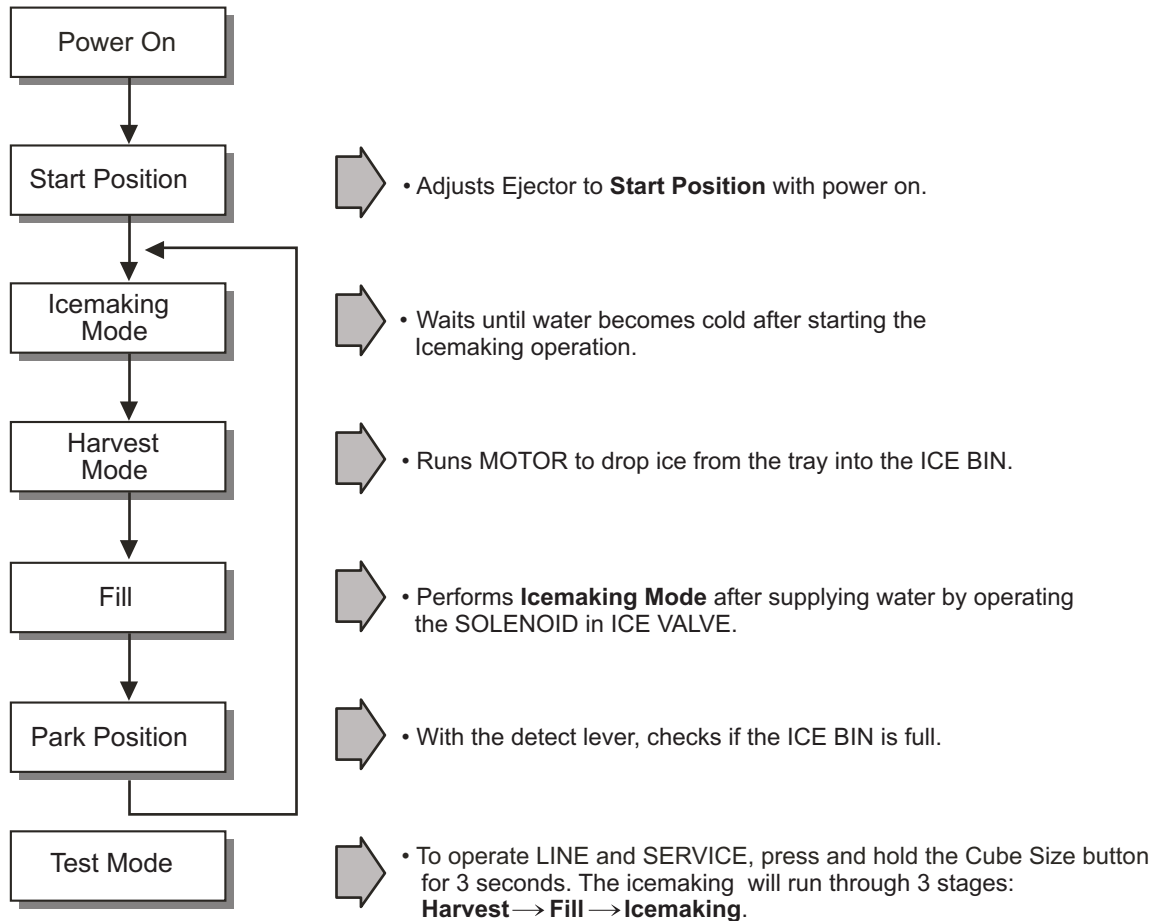 Power On
Start Position
• Adjusts Ejector to Start Position with power on.
Icemaking
Mode
• Waits until water becomes cold after starting the
Icemaking operation.
Harvest
Mode
• Runs MOTOR to drop ice from the tray into the ICE BIN.
Fill
• Performs Icemaking Mode after supplying water by operating
the SOLENOID in ICE VALVE.
Park Position
• With the detect lever, checks if the ICE BIN is full.
Test Mode
• To operate LINE and SERVICE, press and hold the Cube Size button
for 3 seconds. The icemaking will run through 3 stages:
Harvest → Fill → Icemaking.